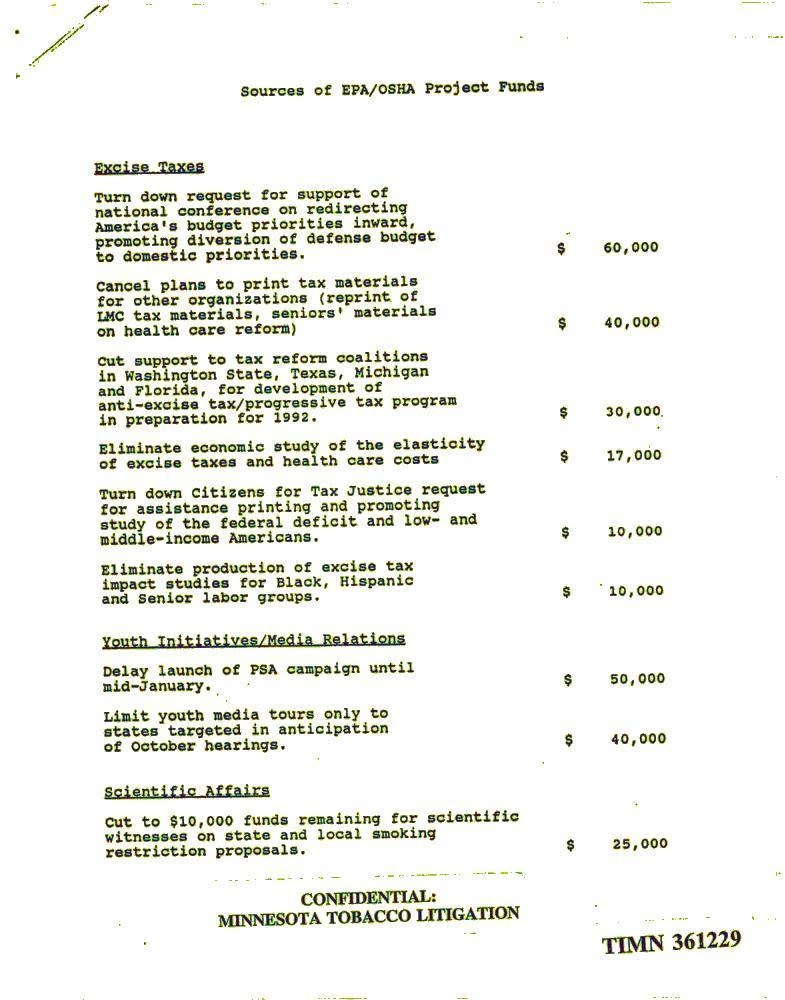 Sources of EPA/OSHA Project Funds
Excise Taxes
Turn down request for support of
national conference on redirecting
America's budget priorities inward,
promoting diversion of defense budget
to domestic priorities. $ 60,000
Cancel plans to print tax materials
for other organizations (reprint of
LMC tax materials, seniors' materials
on health care reform) $ 40,000
Cut support to tax reform coalitions
in Washington State, Texas, Michigan
and Florida, for development of
anti-excise tax/progressive tax program
in preparation for 1992. $ 30,000
Eliminate economic study of the elasticity
of excise taxes and health care costs $ 17,000
Turn down Citizens for Tax Justice request
for assistance printing and promoting
study of the federal deficit and low- and
middle-income Americans. $ 10,000
Eliminate production of excise tax
impact studies for Black, Hispanic
and Senior labor groups. $ 10,000
Youth Initiatives/Media Relations
Delay launch of PSA campaign until
mid-January. $ 50,000
Limit youth media tours only to
states targeted in anticipation
of October hearings. $ 40,000
Scientific Affairs
Cut to $10,000 funds remaining for scientific
witnesses on state and local smoking
restriction proposals. $ 25,000
CONFIDENTIAL:
MINNESOTA TOBACCO LITIGATION
TIMN 361229